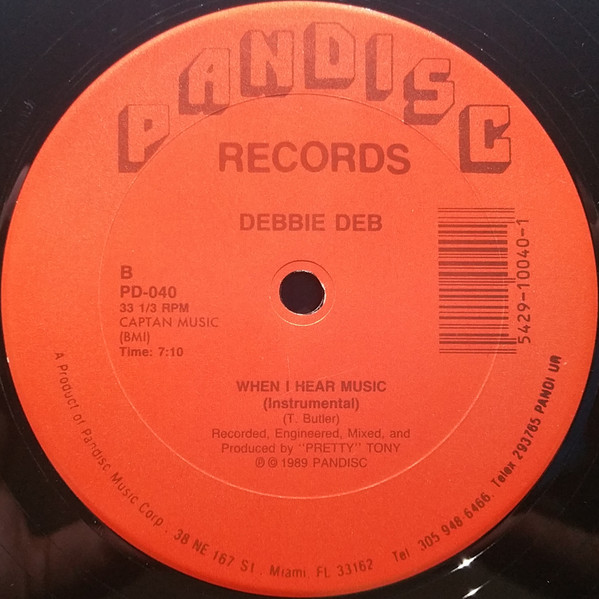 PANDISC
RECORDS
DEBBIE DEB
B
PD-040
33 1/3 RPM
CAPTAN MUSIC
(BMI)
Time: 7:10
5429-10040-1
WHEN I HEAR MUSIC
(Instrumental)
(T. Butler)
Recorded, Engineered, Mixed, and
Produced by "PRETTY" TONY
℗ © 1989 PANDISC
A Product of Pandisc Music Corp. 38 NE 167 St. Miami, FL 33162 Tel 305 948 6466. Telex 293765 PANDI UR